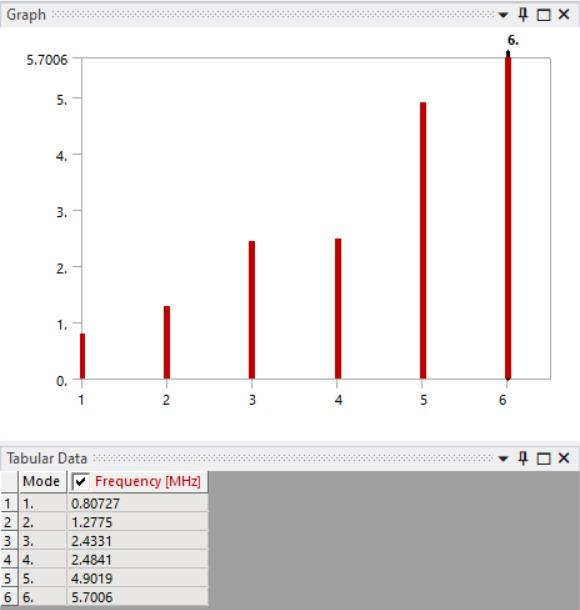 Graph
6.
5.7006
5.
4.
3.
2.
1.
0.
1 2 3 4 5 6
Tabular Data
Mode Frequency [MHz]
1 1. 0.80727
2 2. 1.2775
3 3. 2.4331
4 4. 2.4841
5 5. 4.9019
6 6. 5.7006